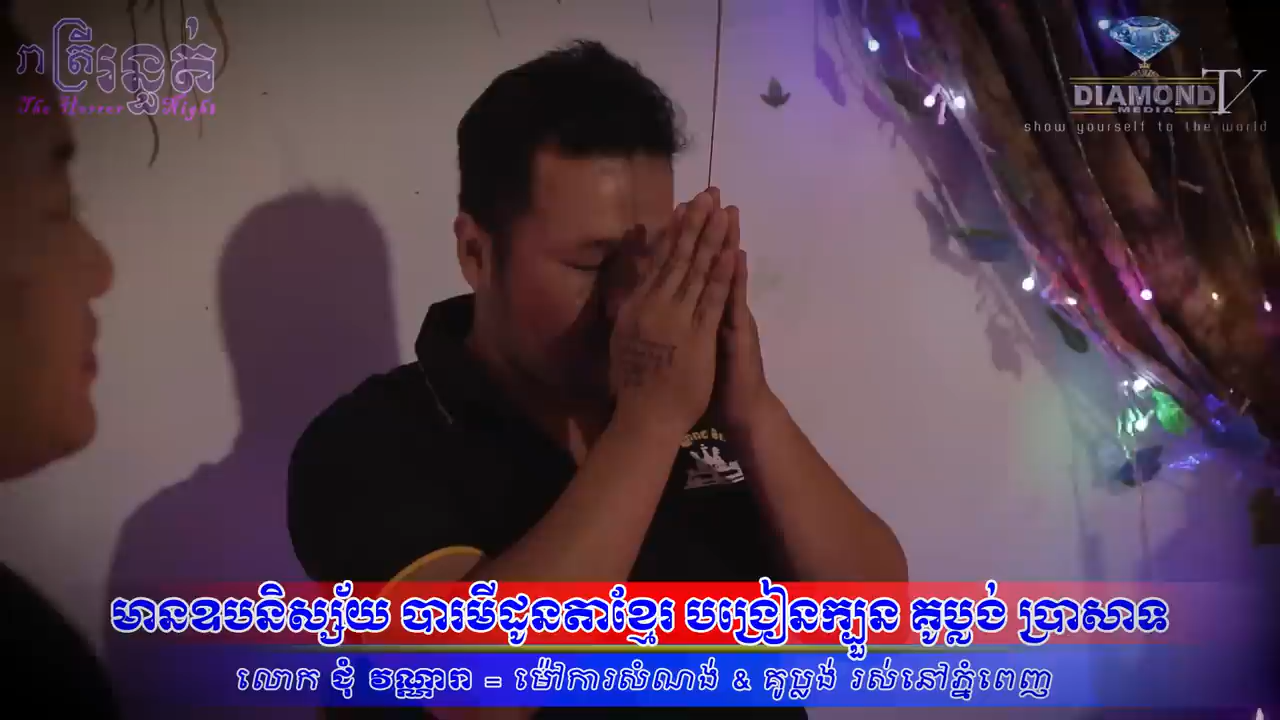 រាត្រីរន្ធត់
The Horror Night
DIAMOND TV
MEDIA
show yourself to the world
មានឧបនិស្ស័យ បារមីដូនតាខ្មែរ បង្រៀនក្បួន គូប្លង់ ប្រាសាទ
លោក ជុំ វណ្ណារា = ម៉ៅការសំណង់ & គូប្លង់ រស់នៅភ្នំពេញ